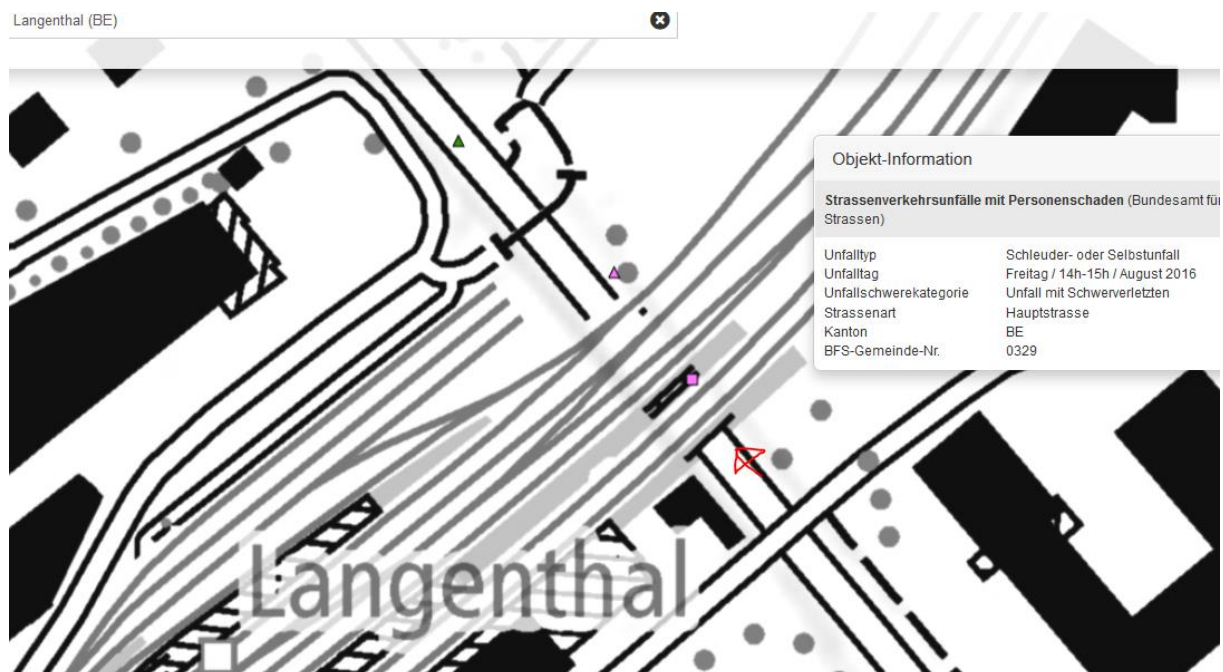 Langenthal (BE)
Objekt-Information
Strassenverkehrsunfälle mit Personenschaden (Bundesamt für
Strassen)
Unfalltyp Schleuder- oder Selbstunfall
Unfalltag Freitag / 14h-15h / August 2016
Unfallschwerekategorie Unfall mit Schwerverletzten
Strassenart Hauptstrasse
Kanton BE
BFS-Gemeinde-Nr. 0329
Langenthal